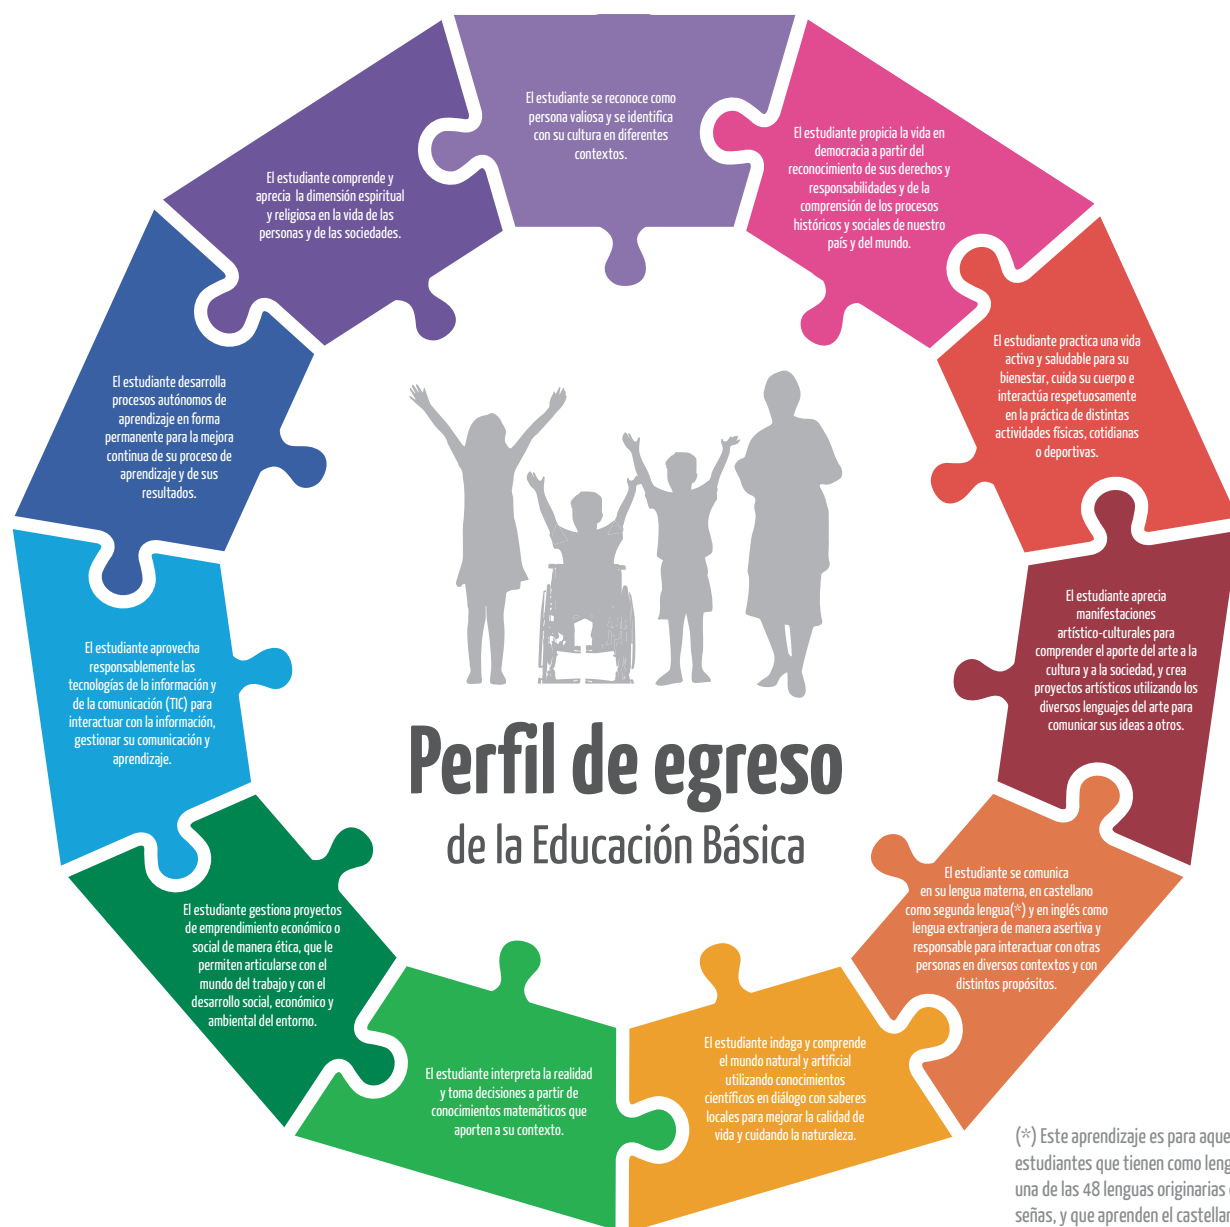 El estudiante se reconoce como
persona valiosa y se identifica
con su cultura en diferentes
contextos.
El estudiante propicia la vida en
democracia a partir del
reconocimiento de sus derechos y
responsabilidades y de la
comprensión de los procesos
históricos y sociales de nuestro
país y del mundo.
El estudiante practica una vida
activa y saludable para su
bienestar, cuida su cuerpo e
interactúa respetuosamente
en la práctica de distintas
actividades físicas, cotidianas
o deportivas.
El estudiante aprecia
manifestaciones
artístico-culturales para
comprender el aporte del arte a la
cultura y a la sociedad, y crea
proyectos artísticos utilizando los
diversos lenguajes del arte para
comunicar sus ideas a otros.
El estudiante se comunica
en su lengua materna, en castellano
como segunda lengua(*) y en inglés como
lengua extranjera de manera asertiva y
responsable para interactuar con otras
personas en diversos contextos y con
distintos propósitos.
El estudiante indaga y comprende
el mundo natural y artificial
utilizando conocimientos
científicos en diálogo con saberes
locales para mejorar la calidad de
vida y cuidando la naturaleza.
El estudiante interpreta la realidad
y toma decisiones a partir de
conocimientos matemáticos que
aporten a su contexto.
El estudiante gestiona proyectos
de emprendimiento económico o
social de manera ética, que le
permiten articularse con el
mundo del trabajo y con el
desarrollo social, económico y
ambiental del entorno.
El estudiante aprovecha
responsablemente las
tecnologías de la información y
de la comunicación (TIC) para
interactuar con la información,
gestionar su comunicación y
aprendizaje.
El estudiante desarrolla
procesos autónomos de
aprendizaje en forma
permanente para la mejora
continua de su proceso de
aprendizaje y de sus
resultados.
El estudiante comprende y
aprecia la dimensión espiritual
y religiosa en la vida de las
personas y de las sociedades.
Perfil de egreso
de la Educación Básica
(*) Este aprendizaje es para aque
estudiantes que tienen como leng
una de las 48 lenguas originarias
señas, y que aprenden el castellan